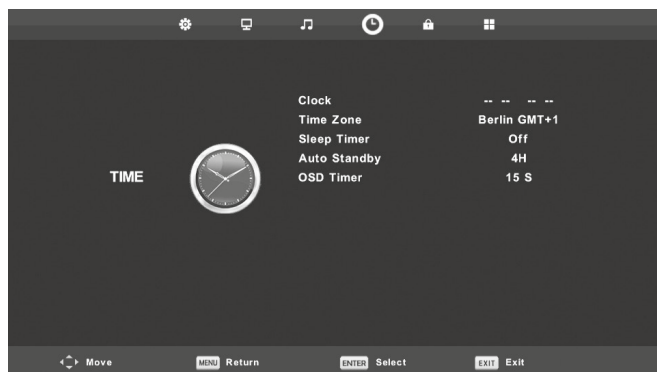 Clock -- -- -- --
Time Zone Berlin GMT+1
Sleep Timer Off
Auto Standby 4H
TIME
OSD Timer 15 S
Move MENU Return ENTER Select EXIT Exit